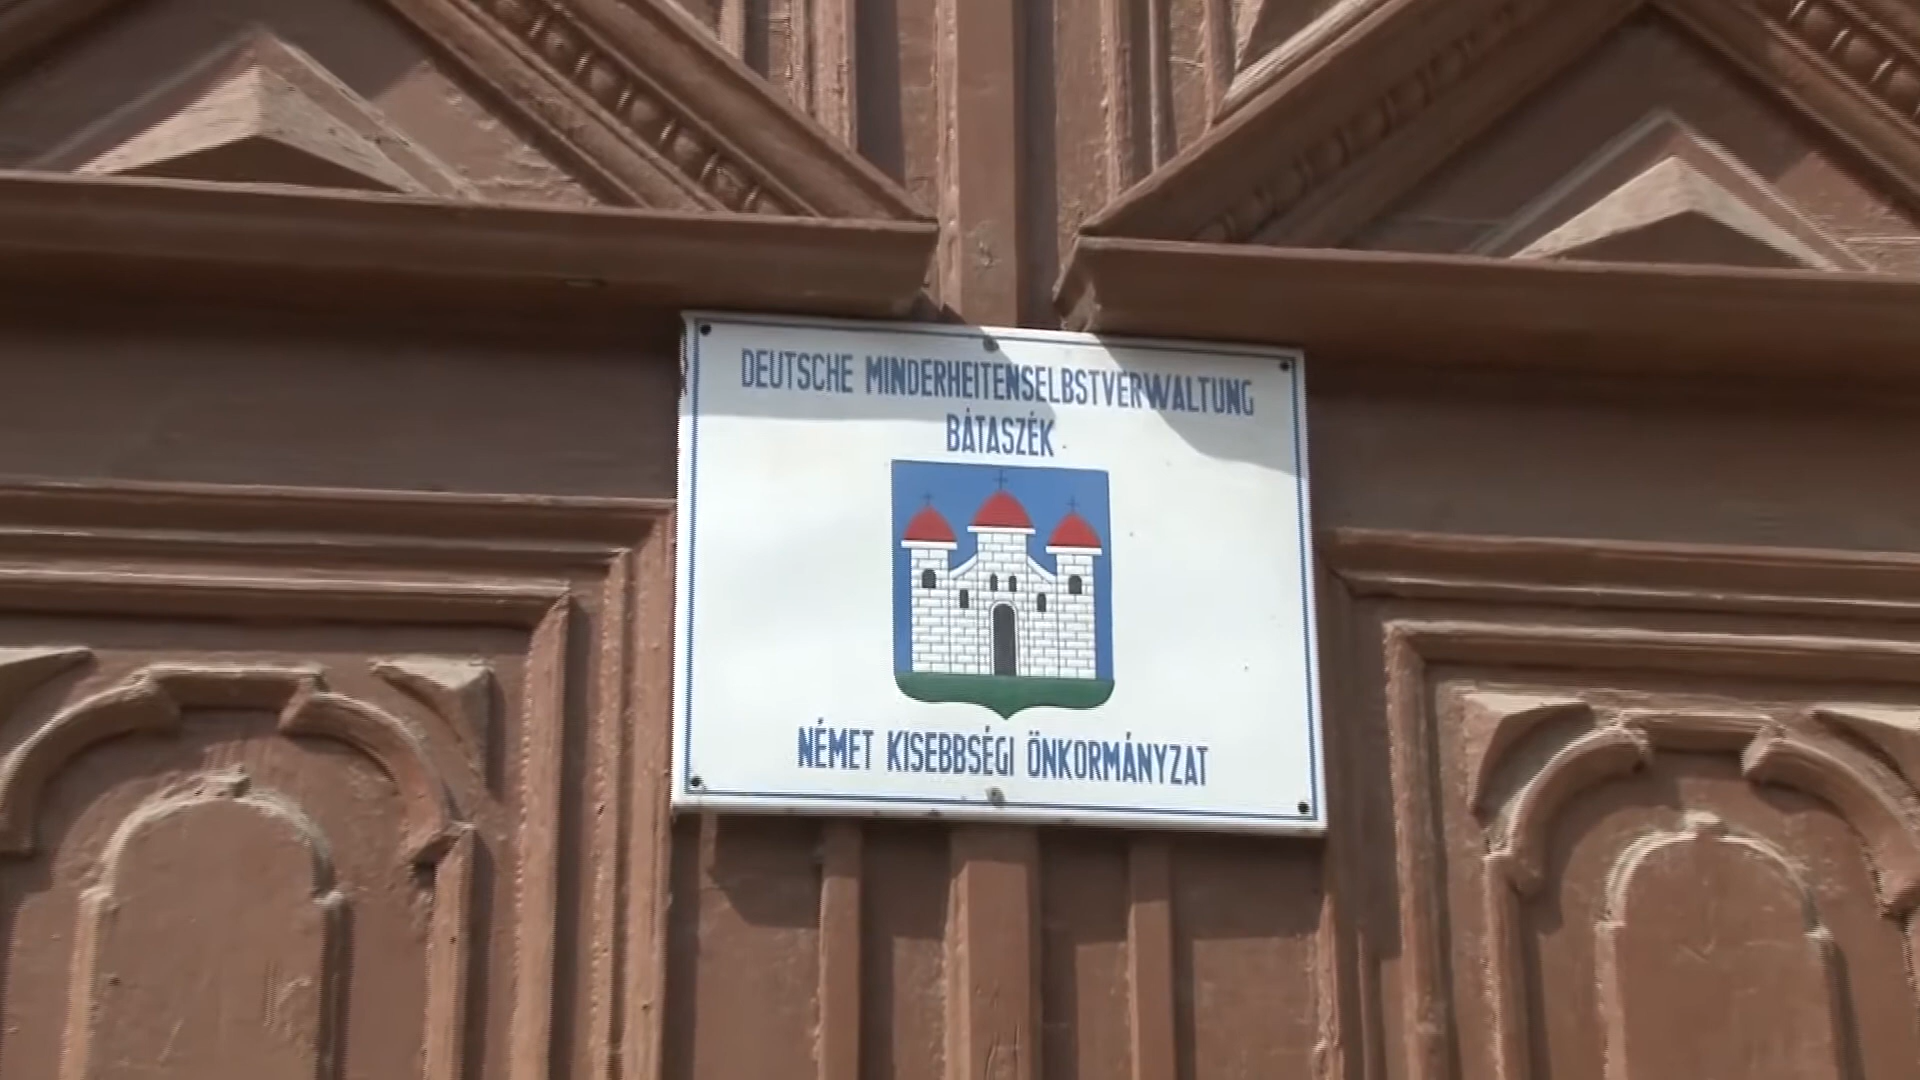 DEUTSCHE MINDERHEITENSELBSTVERWALTUNG
BÁTASZÉK
NÉMET KISEBBSÉGI ÖNKORMÁNYZAT